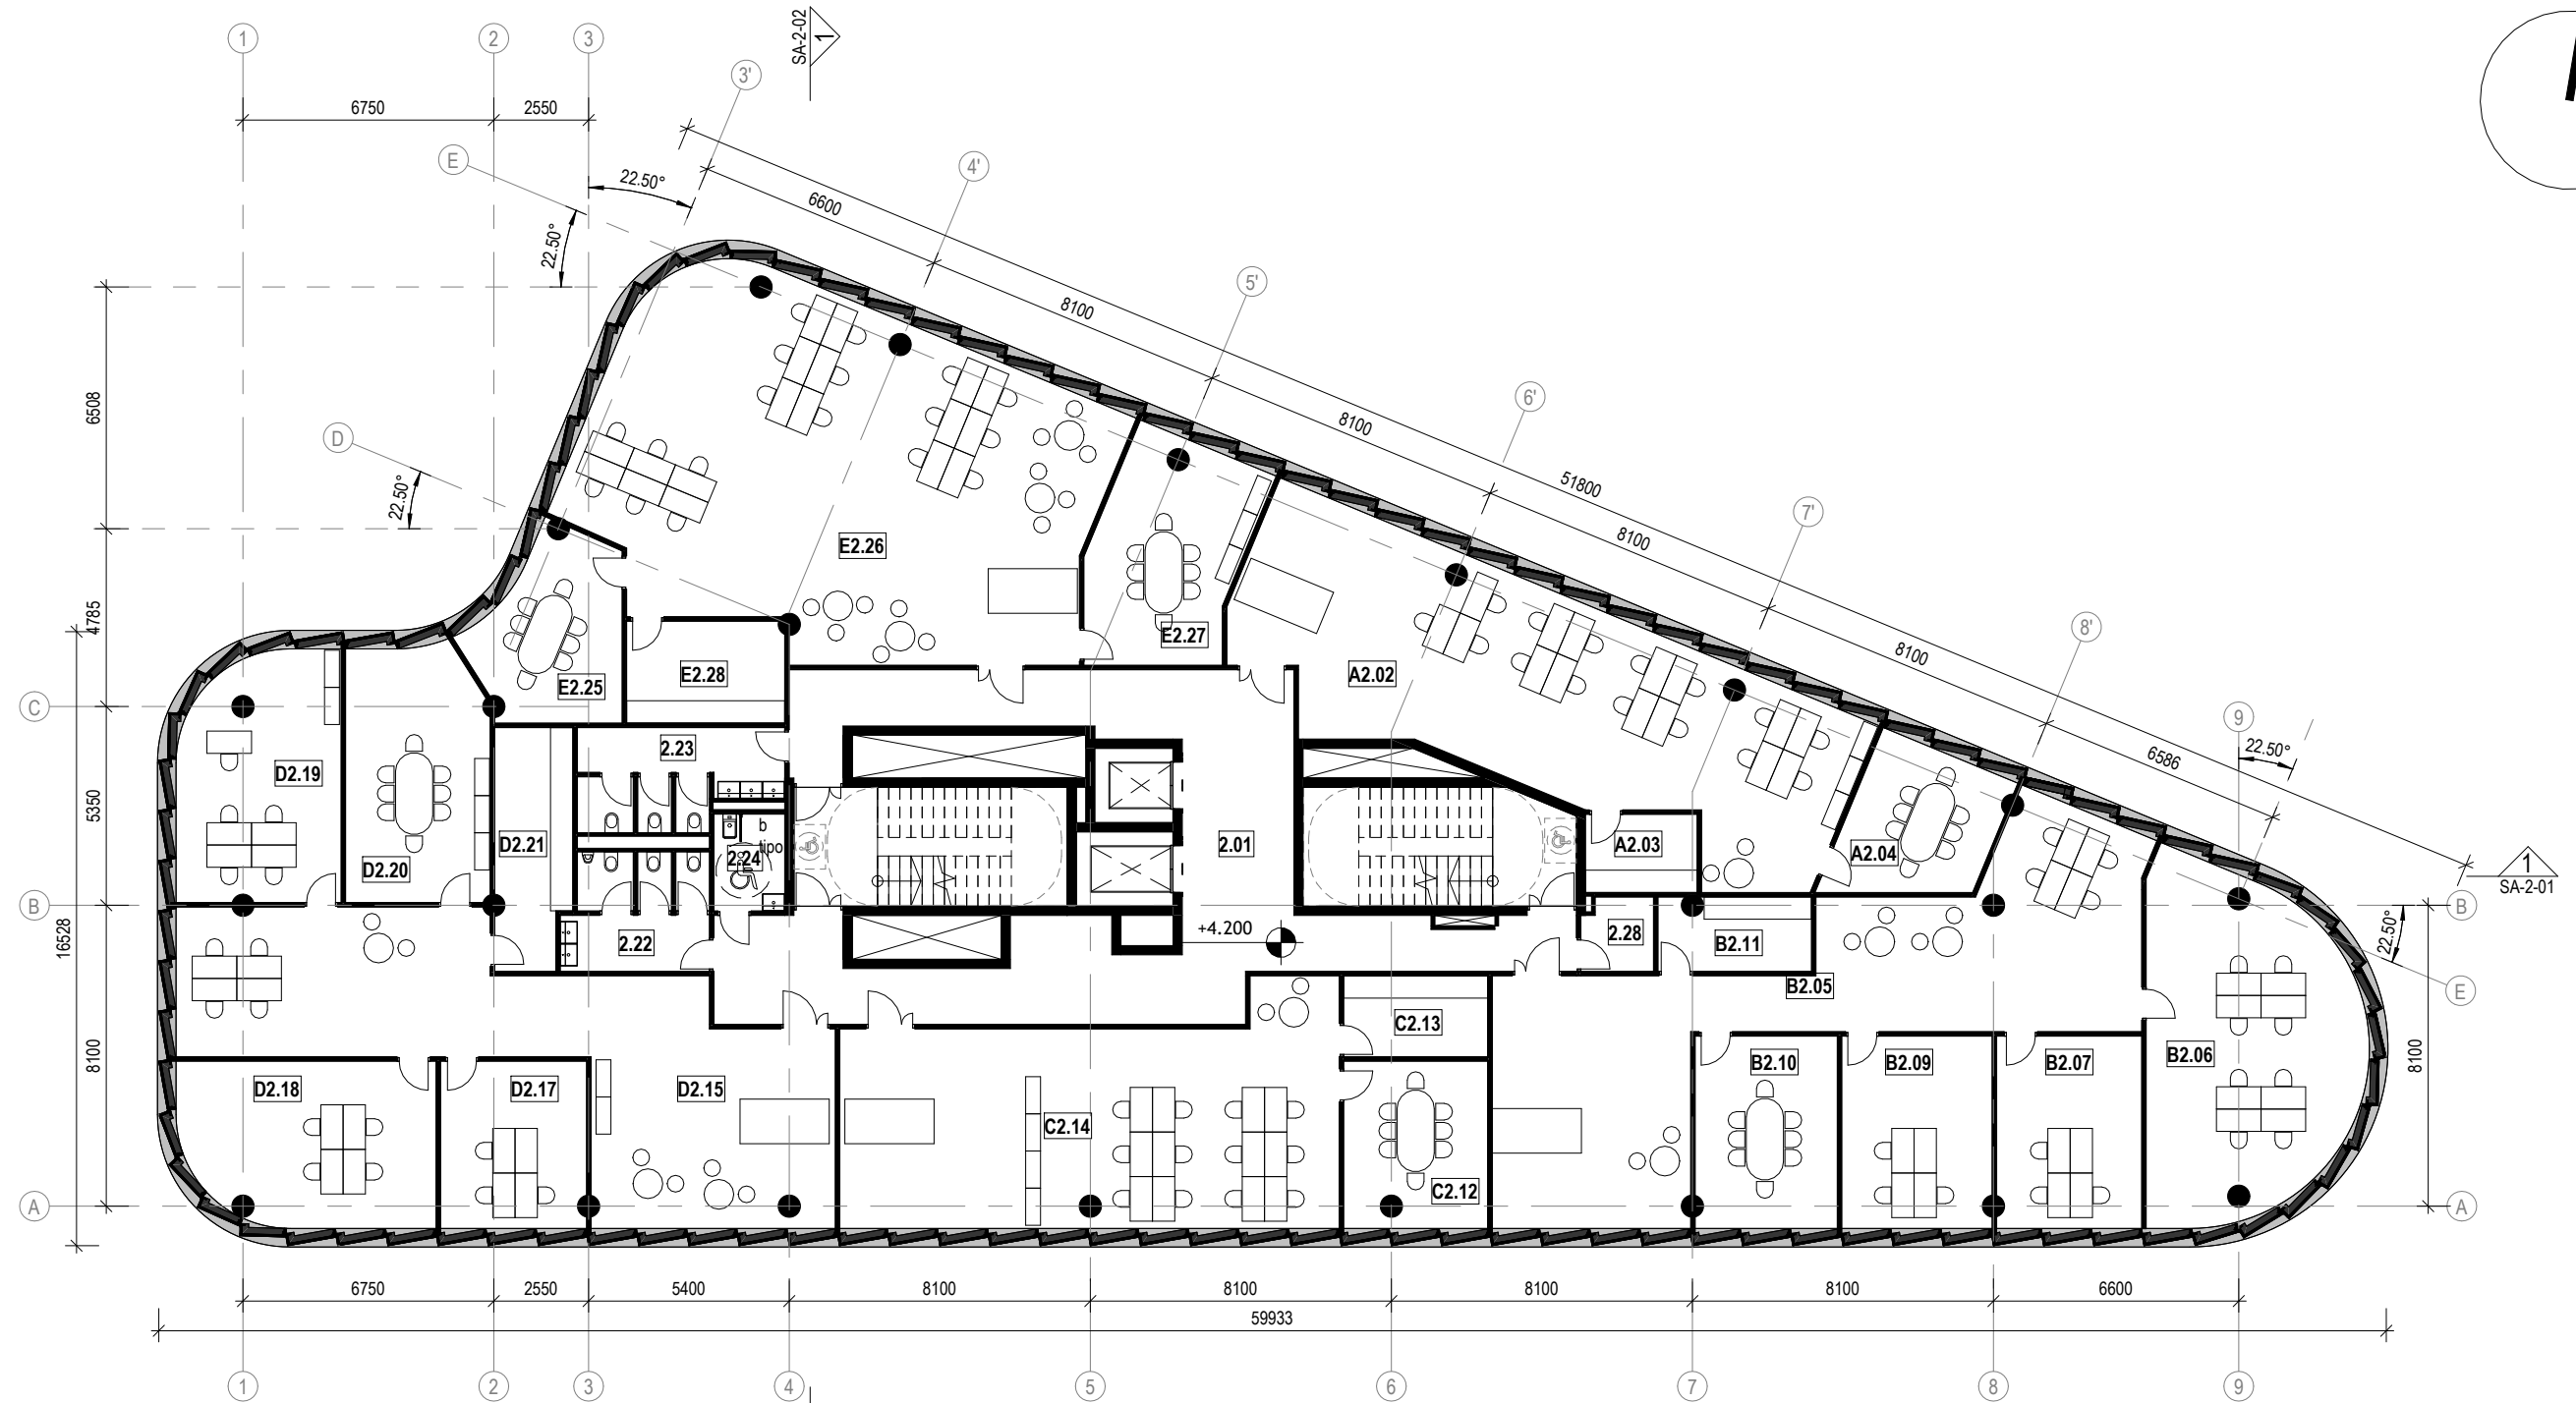 1
2
3
SA-2-02
1
3'
6750
2550
E
4'
22.50°
6600
22.50°
5'
8100
6'
8100
D
6508
22.50°
51800
7'
8100
E2.26
4785
8'
8100
E2.27
E2.25
E2.28
A2.02
C
9
22.50°
6586
2.23
D2.19
5350
b
tipo
D2.21
2.24
2.01
A2.03
A2.04
D2.20
1
SA-2-01
B
B
16528
+4.200
2.22
2.28
B2.11
22.50°
B2.05
E
C2.13
8100
8100
D2.18
D2.17
D2.15
C2.14
B2.10
B2.09
B2.07
B2.06
C2.12
A
A
6750
2550
5400
8100
8100
8100
8100
6600
59933
1
2
3
4
5
6
7
8
9